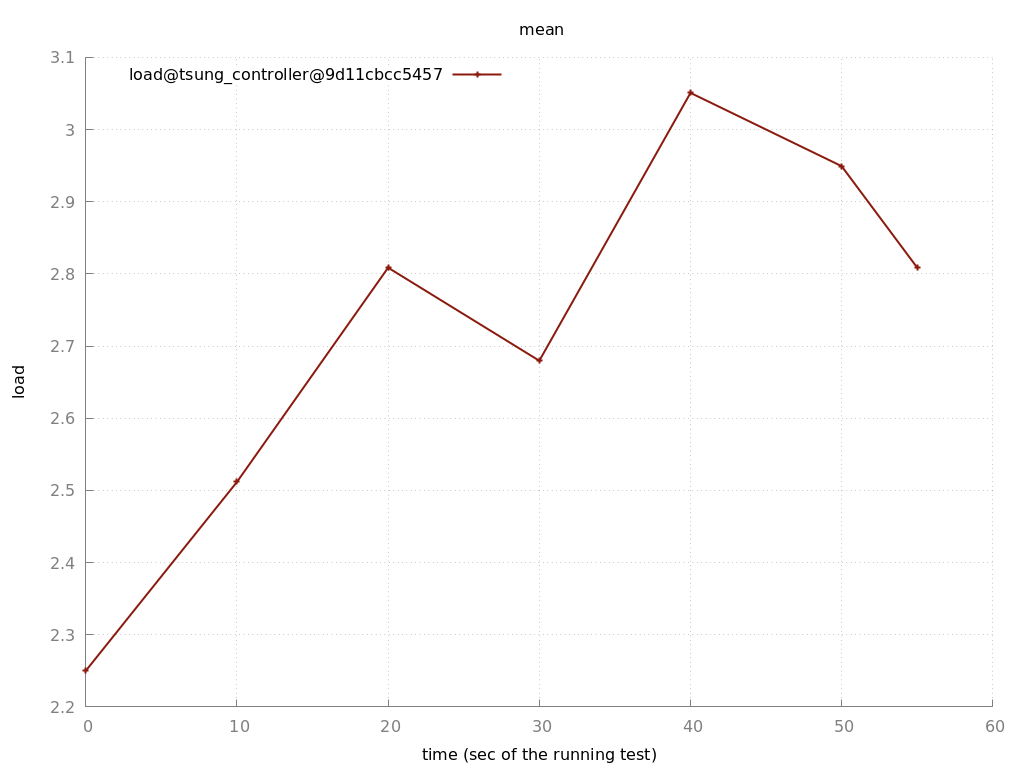 mean
load@tsung_controller@9d11cbcc5457
3.1
3
2.9
2.8
2.7
2.6
2.5
2.4
2.3
2.2
load
0 10 20 30 40 50 60
time (sec of the running test)